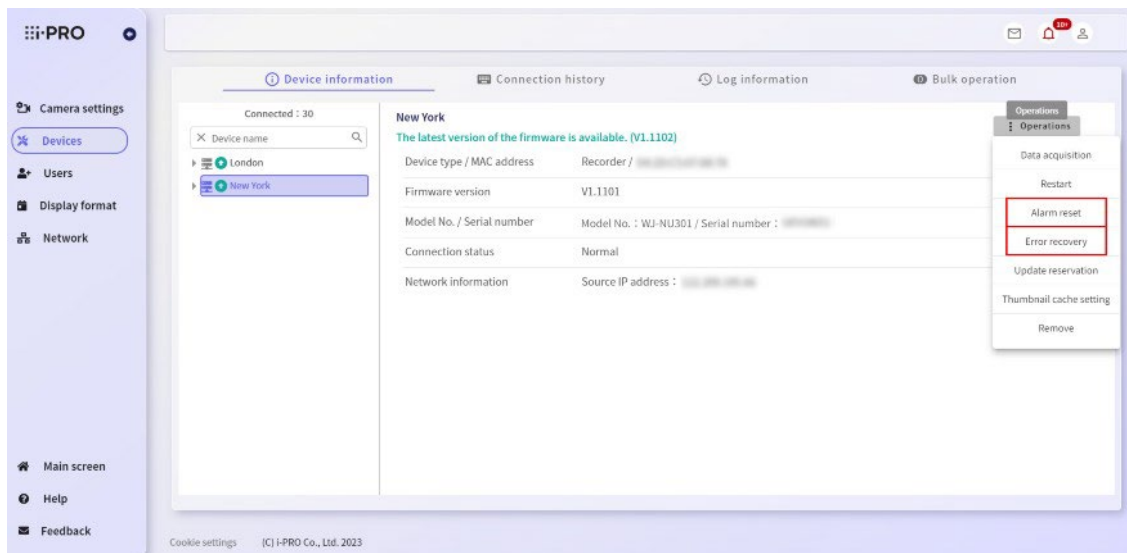 i-PRO
10+
Device information
Connection history
Log information
Bulk operation
Camera settings
Devices
Users
Display format
Network
Connected : 30
Device name
London
New York
New York
The latest version of the firmware is available. (V1.1102)
Device type / MAC address Recorder /
Firmware version V1.1101
Model No. / Serial number Model No. : WJ-NU301 / Serial number :
Connection status Normal
Network information Source IP address :
Operations
Operations
Data acquisition
Restart
Alarm reset
Error recovery
Update reservation
Thumbnail cache setting
Remove
Main screen
Help
Feedback
Cookie settings (C) i-PRO Co., Ltd. 2023